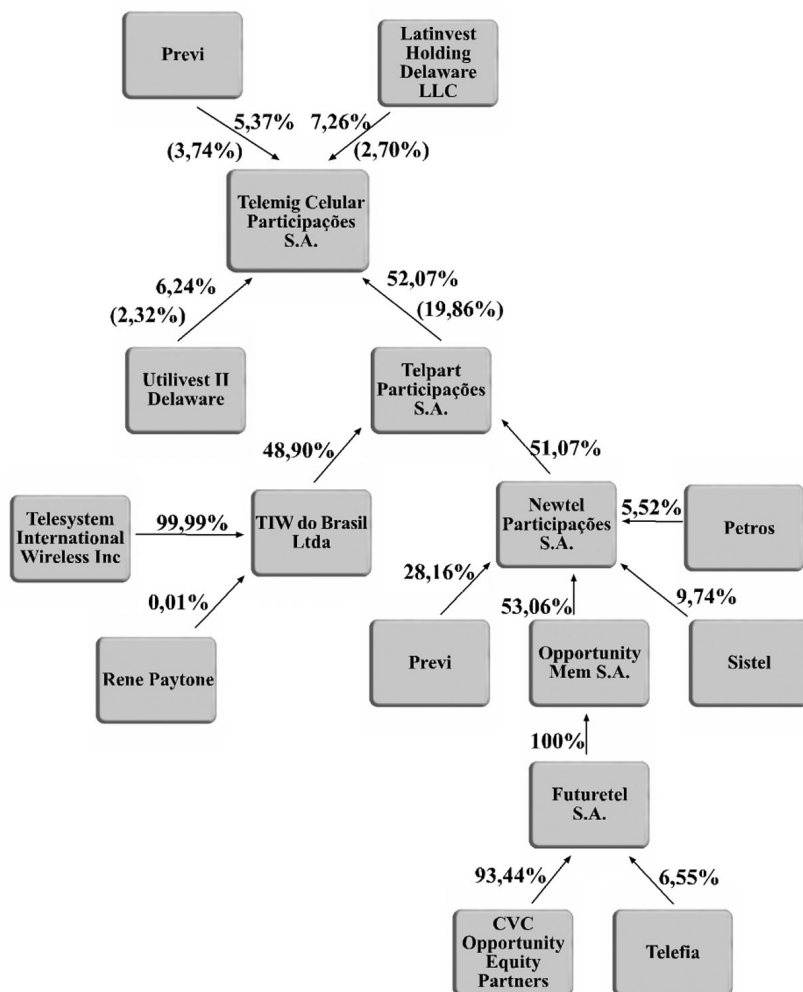 Previ
Latinvest
Holding
Delaware
LLC
5,37%
7,26%
(3,74%)
(2,70%)
Telemig Celular
Participações
S.A.
6,24%
52,07%
(2,32%)
(19,86%)
Utilivest II
Delaware
Telpart
Participações
S.A.
48,90%
51,07%
Telesystem
International
Wireless Inc
99,99%
TIW do Brasil
Ltda
Newtel
Participações
S.A.
5,52%
Petros
0,01%
28,16%
53,06%
9,74%
Rene Paytone
Previ
Opportunity
Mem S.A.
Sistel
100%
Futuretel
S.A.
93,44%
6,55%
CVC
Opportunity
Equity
Partners
Telefia